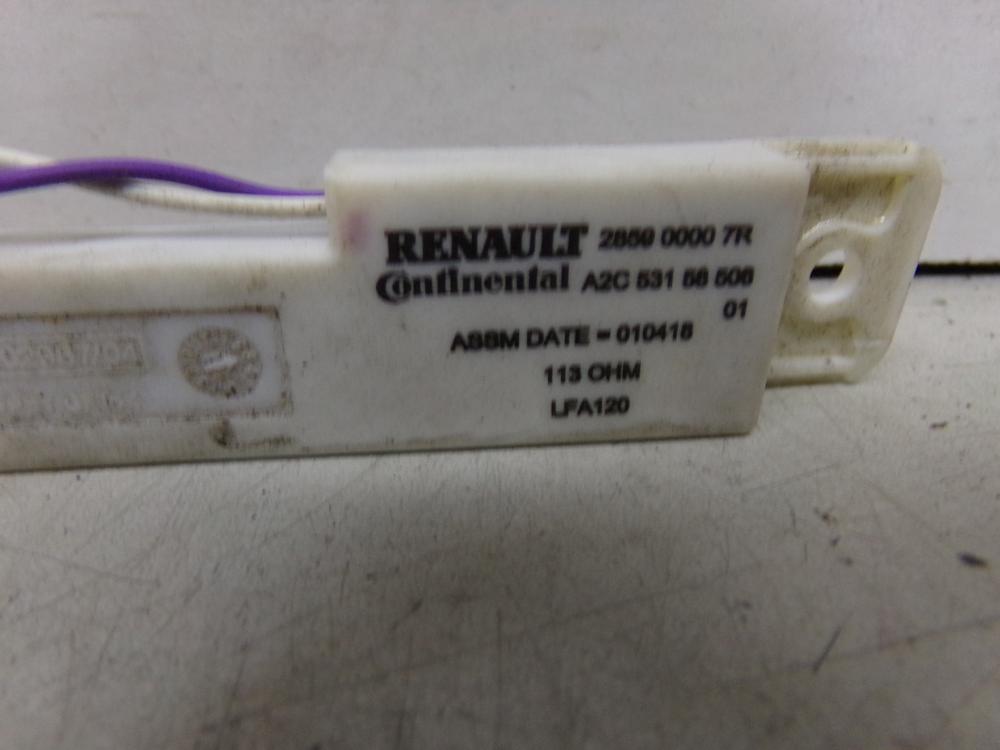 RENAULT 2859 0000 7R
Continental A2C 531 56 506
01
ASSM DATE = 010418
113 OHM
LFA120